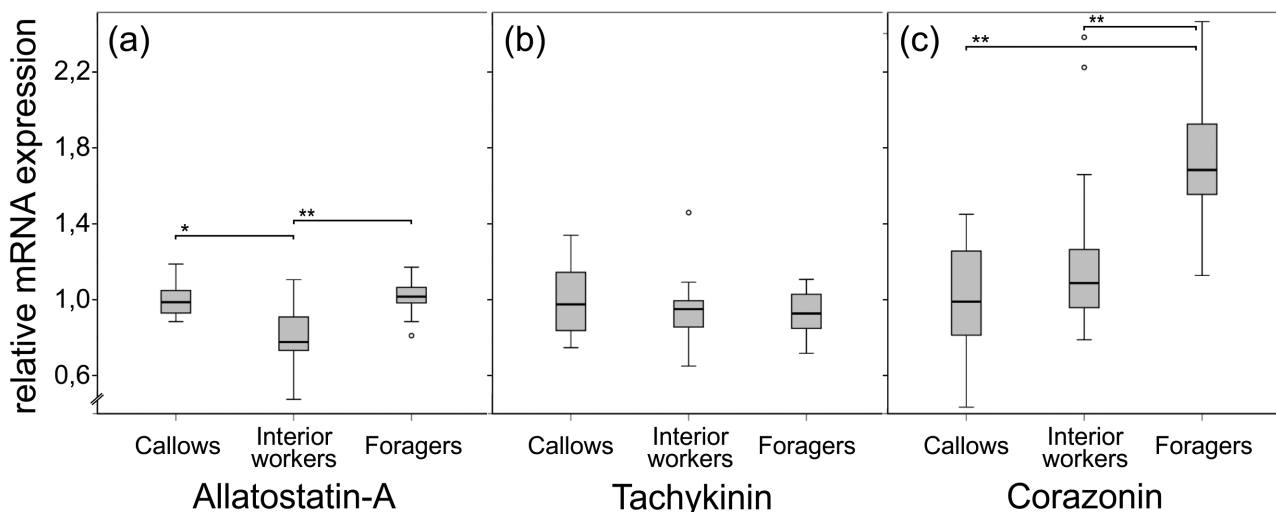 relative mRNA expression
2,2
1,8
1,4
1,0
0,6
(a)
*
**
Callows
Interior
workers
Foragers
Allatostatin-A
(b)
Callows
Interior
workers
Foragers
Tachykinin
(c)
**
**
Callows
Interior
workers
Foragers
Corazonin